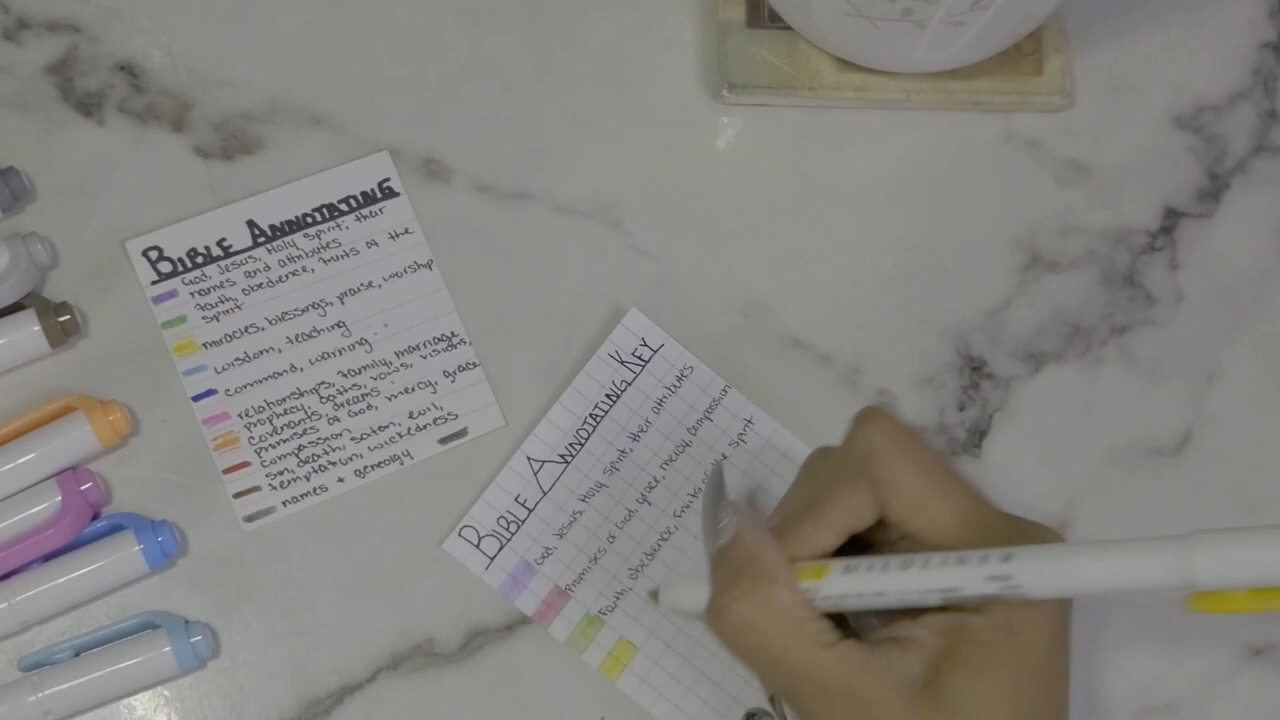 BIBLE ANNOTATING
God, Jesus, Holy Spirit; their
names and attributes
faith, obedience, fruits of the
spirit
miracles, blessings, praise, worship
wisdom, teaching
command, warning
relationships, family, marriage
prophecy, oaths, vows, visions,
covenants, dreams
promises of God, mercy, grace
compassion
sin, death, satan, evil,
temptation, wickedness
names + geneolgy
BIBLE ANNOTATING KEY
God, Jesus, Holy Spirit, their attributes
Promises of God, grace, mercy, compassion
Faith, obedience, Fruits of the Spirit
MILDLINER